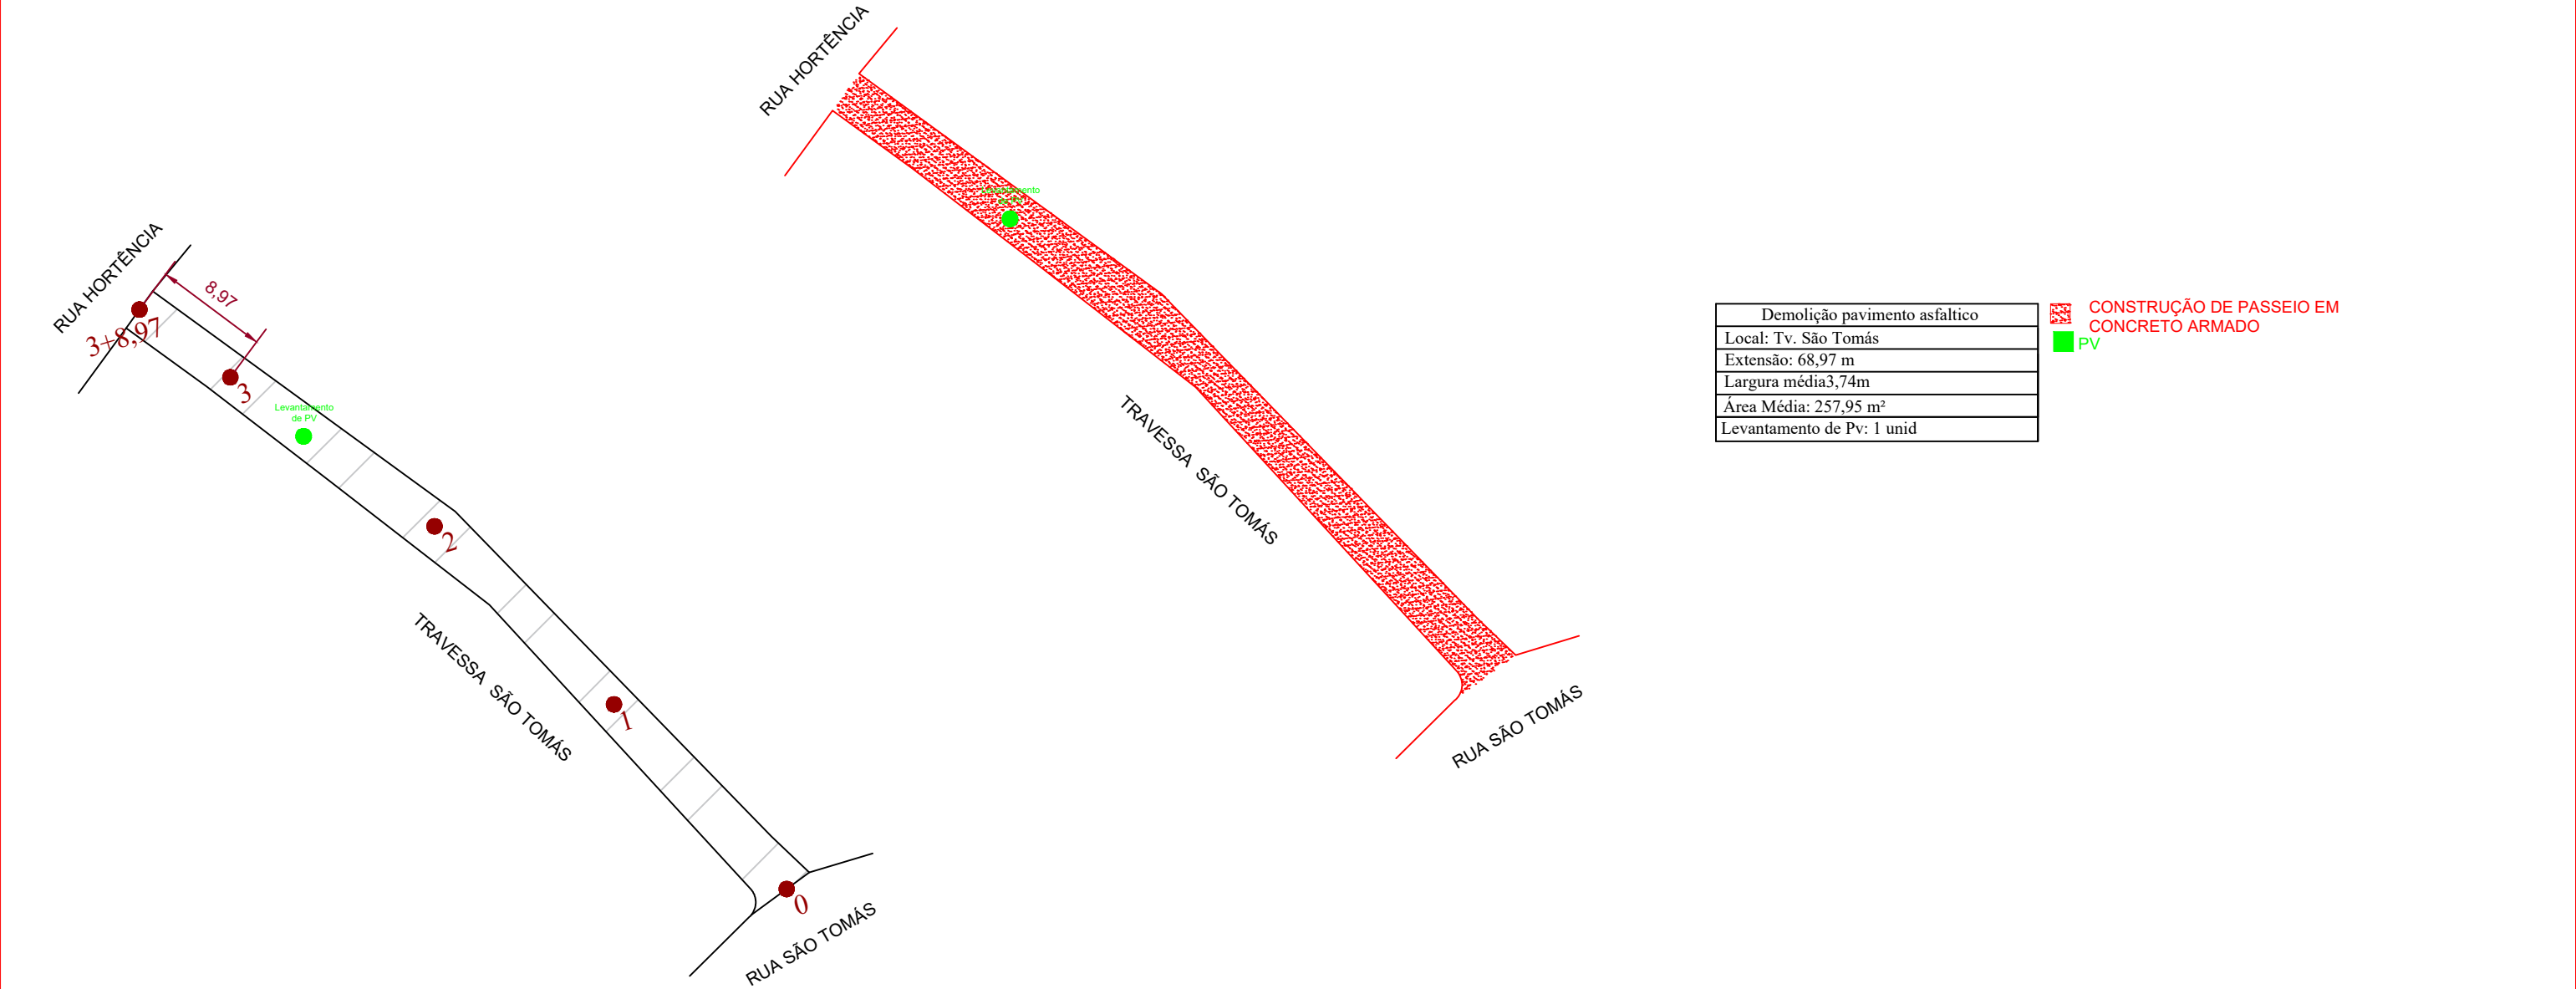 RUA HORTÊNCIA
8,97
3+8,97
3
Levantamento
de PV
2
TRAVESSA SÃO TOMÁS
1
0
RUA SÃO TOMÁS
RUA HORTÊNCIA
Levantamento
de PV
TRAVESSA SÃO TOMÁS
RUA SÃO TOMÁS
Demolição pavimento asfaltico
Local: Tv. São Tomás
Extensão: 68,97 m
Largura média3,74m
Área Média: 257,95 m²
Levantamento de Pv: 1 unid
CONSTRUÇÃO DE PASSEIO EM
CONCRETO ARMADO
PV